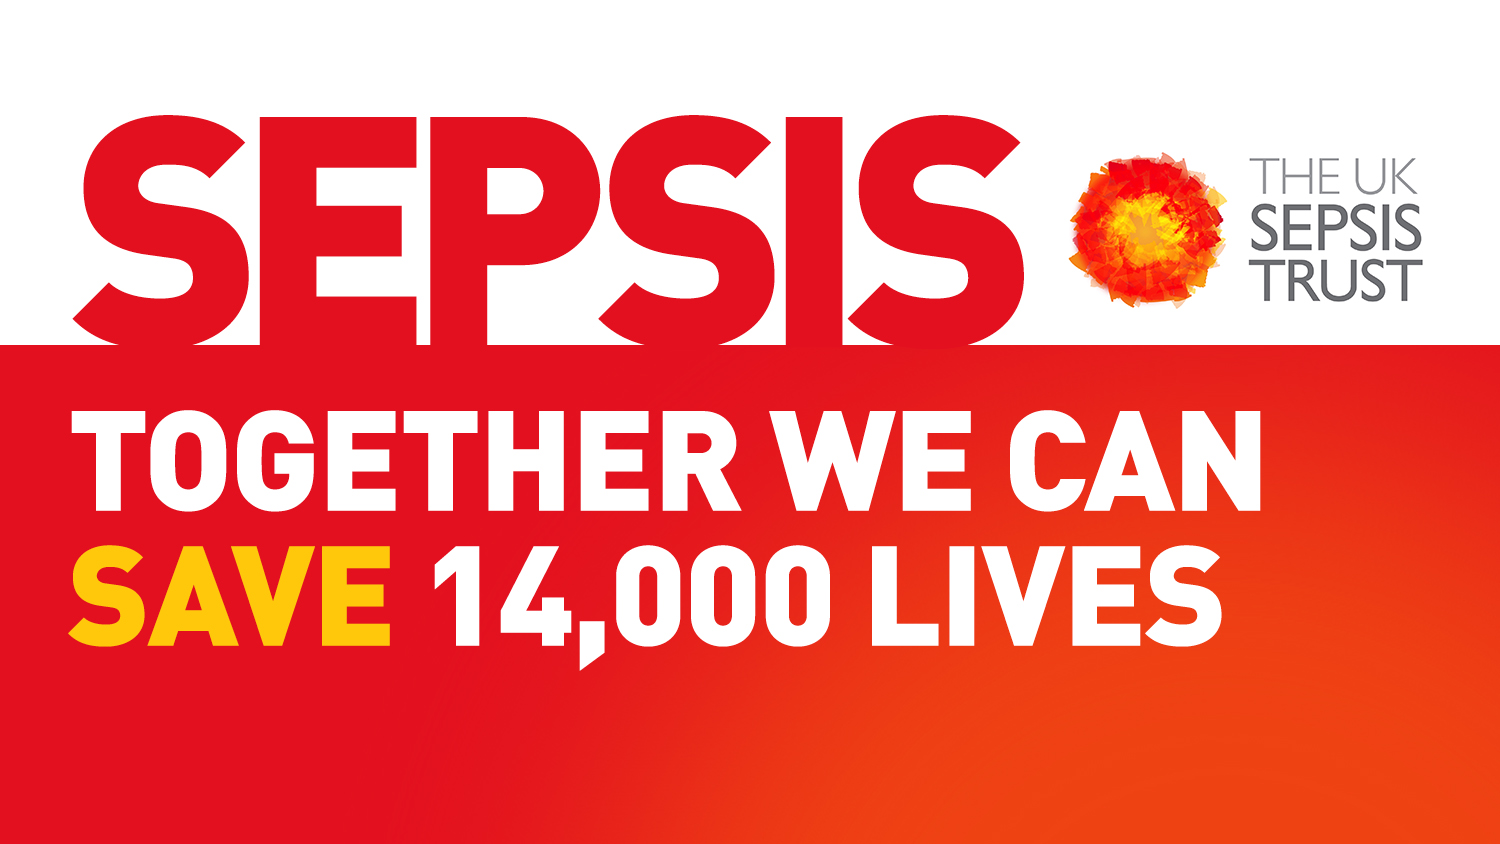 SEPSIS
THE UK
SEPSIS
TRUST
TOGETHER WE CAN
SAVE 14,000 LIVES